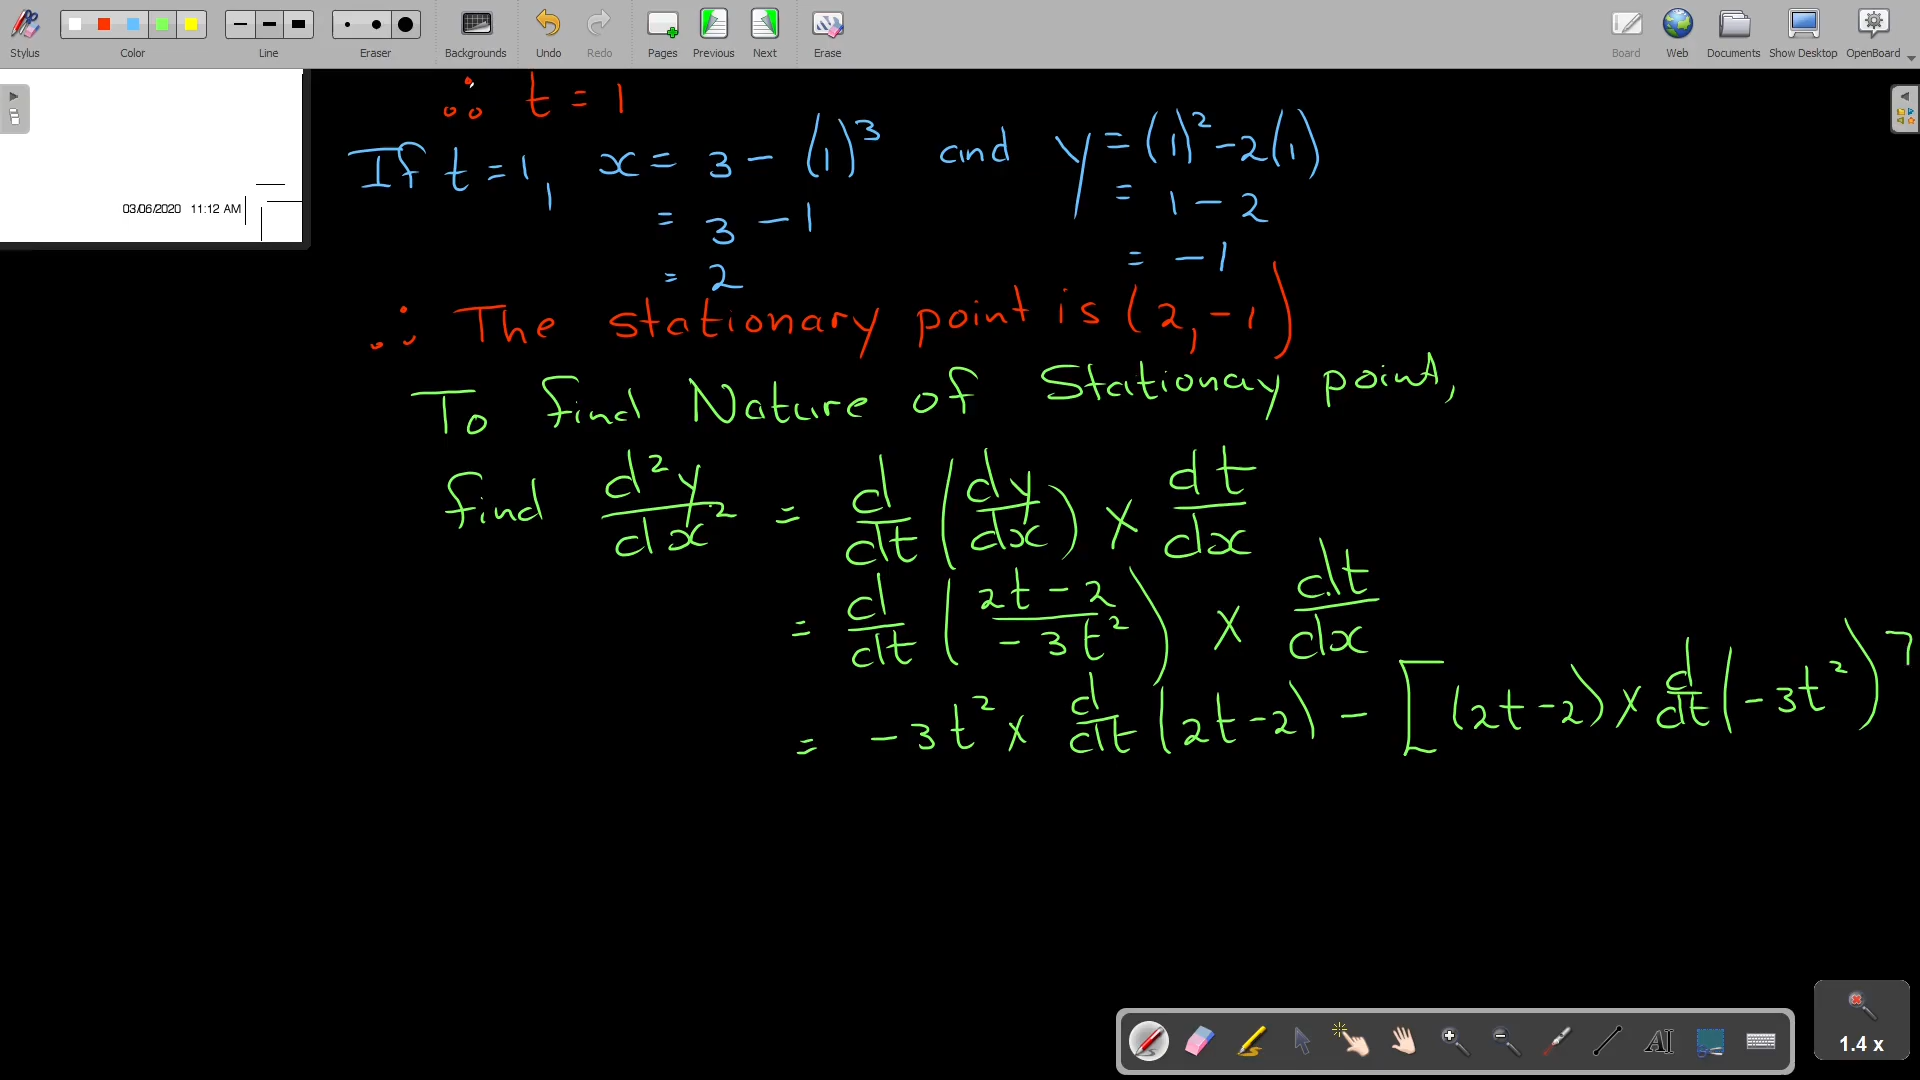 Stylus Color Line Eraser Backgrounds Undo Redo Pages Previous Next Erase Board Web Documents Show Desktop OpenBoard
∴ t = 1
If t = 1, x = 3 - (1)³ and y = (1)² - 2(1)
= 3 - 1 = 1 - 2
= 2 = -1
03/06/2020 11:12 AM
∴ The stationary point is (2, -1)
To find Nature of Stationay point,
find d²y/dx² = d/dt (dy/dx) × dt/dx
= d/dt ((2t - 2)/(-3t²)) × dt/dx
= -3t² × d/dt (2t - 2) - [(2t - 2) × d/dt (-3t²)]
AI
1.4 x